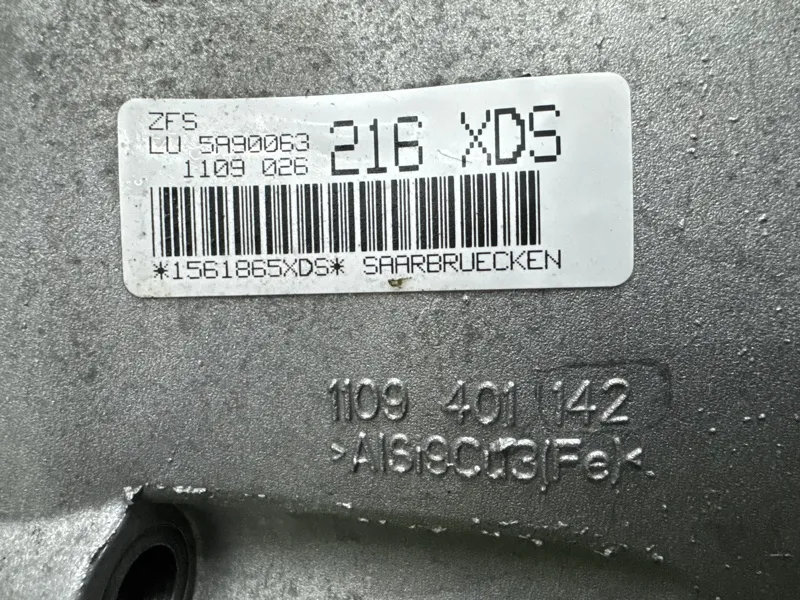 ZFS
LU 5A90063
1109 026
216 XDS
*1561865XDS* SAARBRUECKEN
1109 401 142
>AlSi9Cu3(Fe)<